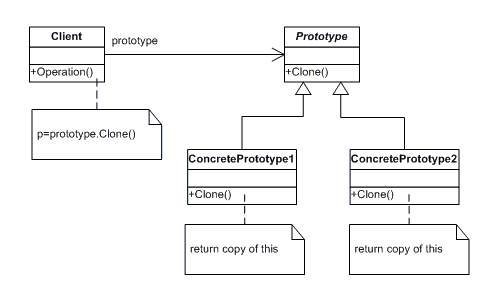 Client
prototype
Prototype
+Operation()
+Clone()
p=prototype.Clone()
ConcretePrototype1
ConcretePrototype2
+Clone()
+Clone()
return copy of this
return copy of this